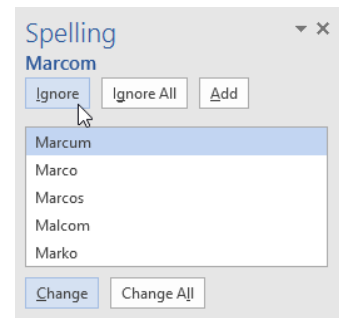 Spelling
Marcom
Ignore Ignore All Add
Marcum
Marco
Marcos
Malcom
Marko
Change Change All